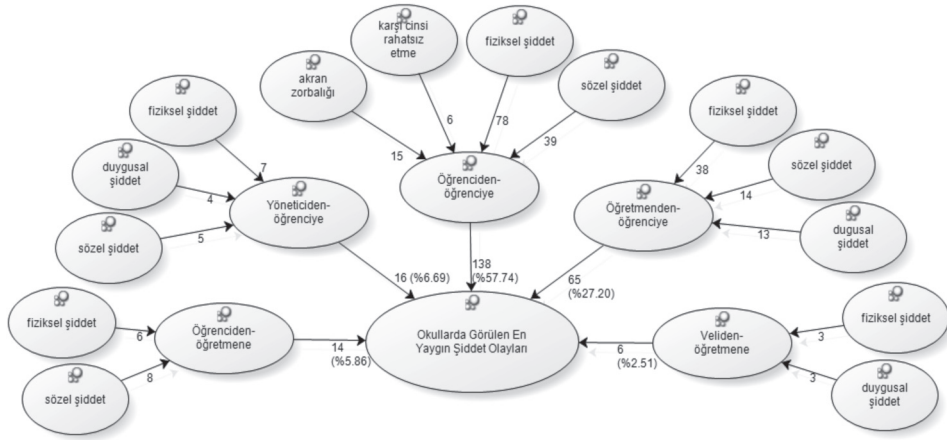 karşı cinsi
rahatsız
etme
fiziksel şiddet
akran
zorbalığı
sözel şiddet
fiziksel şiddet
fiziksel şiddet
6
78
39
15
duygusal
şiddet
7
4
Öğrenciden-
öğrenciye
38
sözel şiddet
14
Yöneticiden-
öğrenciye
Öğretmenden-
öğrenciye
sözel şiddet
5
13
dugusal
şiddet
16 (%6.69)
138
(%57.74)
65
(%27.20)
fiziksel şiddet
6
Öğrenciden-
öğretmene
14
(%5.86)
Okullarda Görülen En
Yaygın Şiddet Olayları
6
(%2.51)
Veliden-
öğretmene
3
fiziksel şiddet
sözel şiddet
8
3
duygusal
şiddet